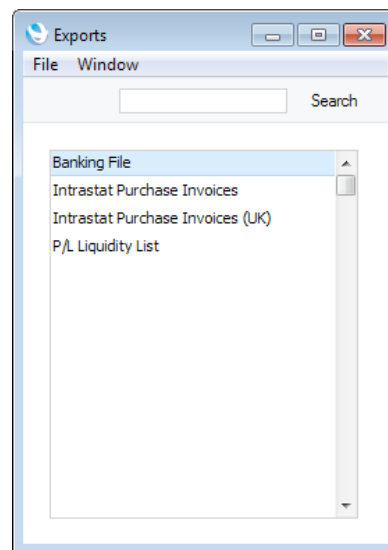 Exports
File Window
Search
Banking File
Intrastat Purchase Invoices
Intrastat Purchase Invoices (UK)
P/L Liquidity List